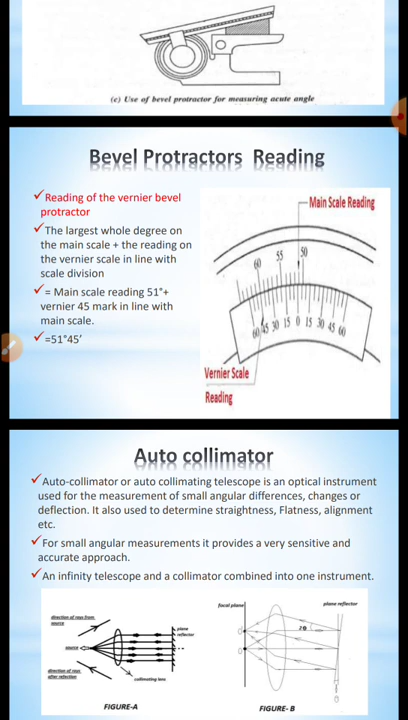 (c) Use of bevel protractor for measuring acute angle
Bevel Protractors Reading
✓Reading of the vernier bevel
protractor
✓The largest whole degree on
the main scale + the reading on
the vernier scale in line with
scale division
✓= Main scale reading 51°+
vernier 45 mark in line with
main scale.
✓=51°45′
Main Scale Reading
60 55 50
60 45 30 15 0 15 30 45 60
Vernier Scale
Reading
Auto collimator
✓Auto-collimator or auto collimating telescope is an optical instrument
used for the measurement of small angular differences, changes or
deflection. It also used to determine straightness, Flatness, alignment
etc.
✓For small angular measurements it provides a very sensitive and
accurate approach.
✓An infinity telescope and a collimator combined into one instrument.
direction of rays from
source
source
plane
reflector
direction of rays
after reflection
collimating lens
FIGURE-A
focal plane
plane reflector
2θ
FIGURE- B